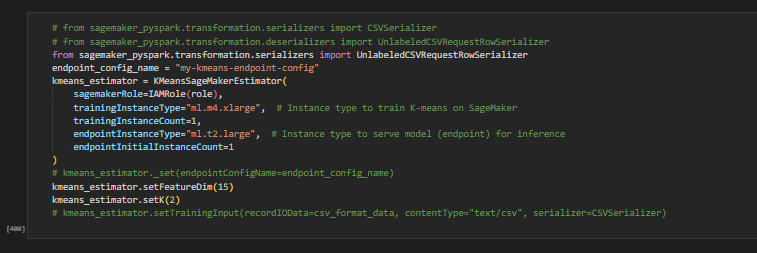 # from sagemaker_pyspark.transformation.serializers import CSVSerializer
# from sagemaker_pyspark.transformation.deserializers import UnlabeledCSVRequestRowSerializer
from sagemaker_pyspark.transformation.serializers import UnlabeledCSVRequestRowSerializer
endpoint_config_name = "my-kmeans-endpoint-config"
kmeans_estimator = KMeansSageMakerEstimator(
    sagemakerRole=IAMRole(role),
    trainingInstanceType="ml.m4.xlarge",  # Instance type to train K-means on SageMaker
    trainingInstanceCount=1,
    endpointInstanceType="ml.t2.large",  # Instance type to serve model (endpoint) for inference
    endpointInitialInstanceCount=1
)
# kmeans_estimator._set(endpointConfigName=endpoint_config_name)
kmeans_estimator.setFeatureDim(15)
kmeans_estimator.setK(2)
# kmeans_estimator.setTrainingInput(recordIOData=csv_format_data, contentType="text/csv", serializer=CSVSerializer)
[400]